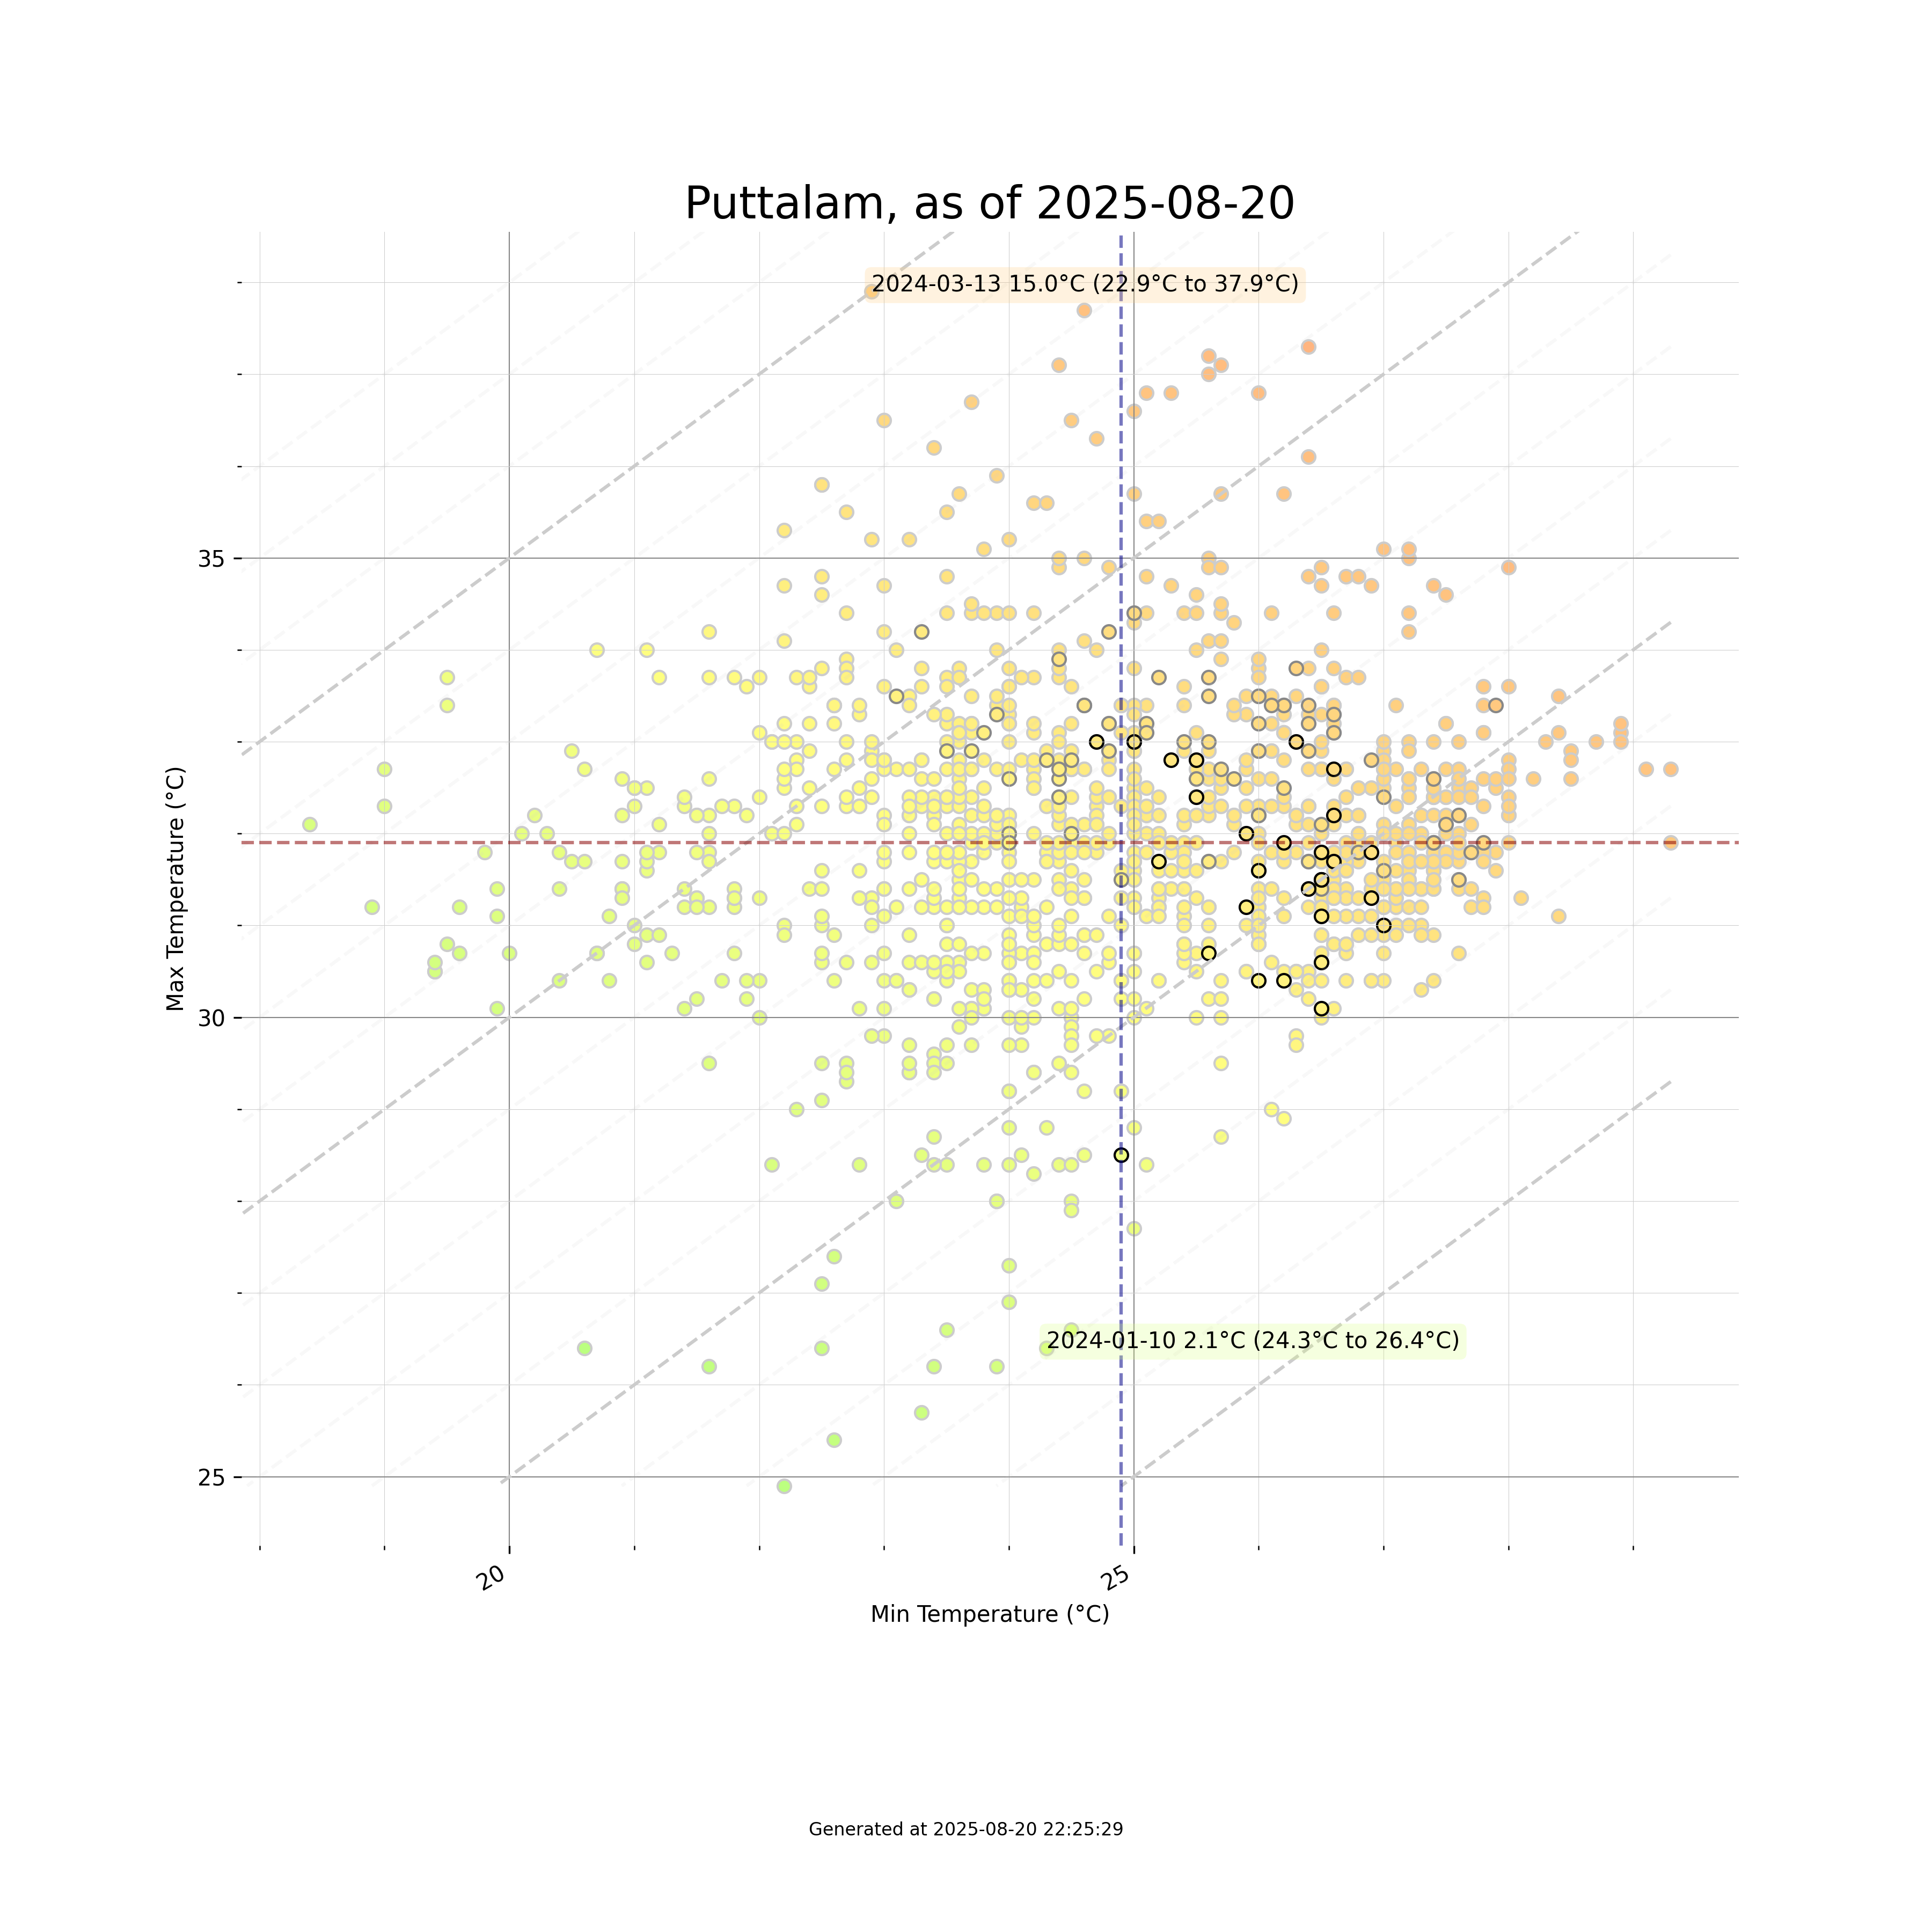 Puttalam, as of 2025-08-20
2024-03-13 15.0°C (22.9°C to 37.9°C)
35
Max Temperature (°C)
30
2024-01-10 2.1°C (24.3°C to 26.4°C)
25
20
25
Min Temperature (°C)
Generated at 2025-08-20 22:25:29